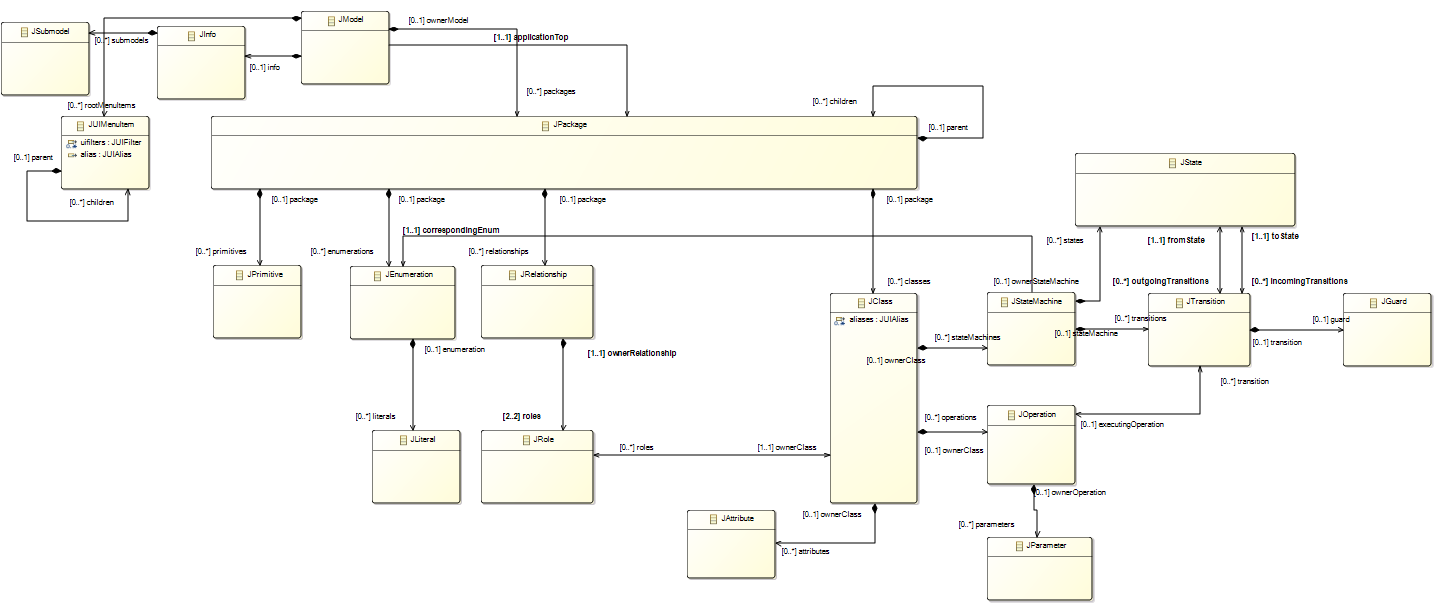 JSubmodel
[0..*] submodels
JInfo
[0..1] info
JModel
[0..1] ownerModel
[1..1] applicationTop
[0..*] packages
[0..*] rootMenuItems
JUIMenuItem
uifilters : JUIFilter
alias : JUIAlias
[0..1] parent
[0..*] children
JPackage
[0..*] children
[0..1] parent
[0..1] package
[0..1] package
[0..1] package
[0..1] package
[0..*] primitives
[0..*] enumerations
[1..1] correspondingEnum
[0..*] relationships
[0..*] classes
JState
[0..*] states
[1..1] fromState
[1..1] toState
[0..1] ownerStateMachine
[0..*] outgoingTransitions
[0..*] incomingTransitions
JPrimitive
JEnumeration
JRelationship
JClass
aliases : JUIAlias
JStateMachine
JTransition
JGuard
[0..*] stateMachines
[0..1] ownerClass
[0..*] transitions
[0..1] stateMachine
[0..1] guard
[0..1] transition
[0..1] enumeration
[1..1] ownerRelationship
[0..*] literals
[2..2] roles
JLiteral
JRole
[0..*] roles
[1..1] ownerClass
[0..*] operations
[0..1] ownerClass
JOperation
[0..*] transition
[0..1] executingOperation
[0..1] ownerOperation
[0..*] parameters
JParameter
[0..1] ownerClass
[0..*] attributes
JAttribute